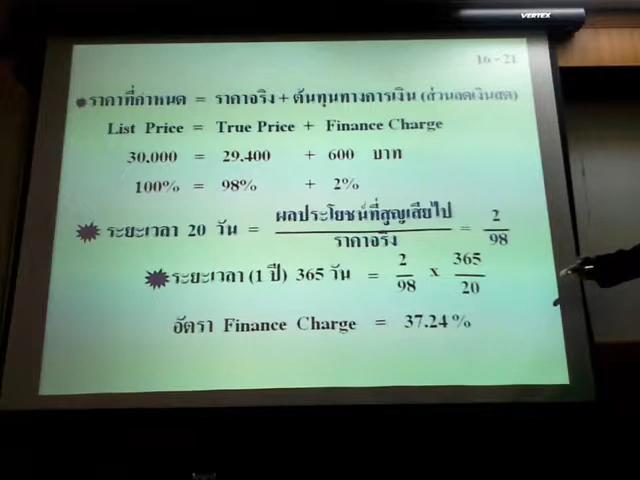 VERTEX
16 - 21
ราคาที่กำหนด = ราคาจริง + ต้นทุนทางการเงิน (ส่วนลดเงินสด)
List Price = True Price + Finance Charge
30.000 = 29.400 + 600 บาท
100% = 98% + 2%
ระยะเวลา 20 วัน = ผลประโยชน์ที่สูญเสียไป / ราคาจริง = 2 / 98
ระยะเวลา (1 ปี) 365 วัน = 2 / 98 x 365 / 20
อัตรา Finance Charge = 37.24 %